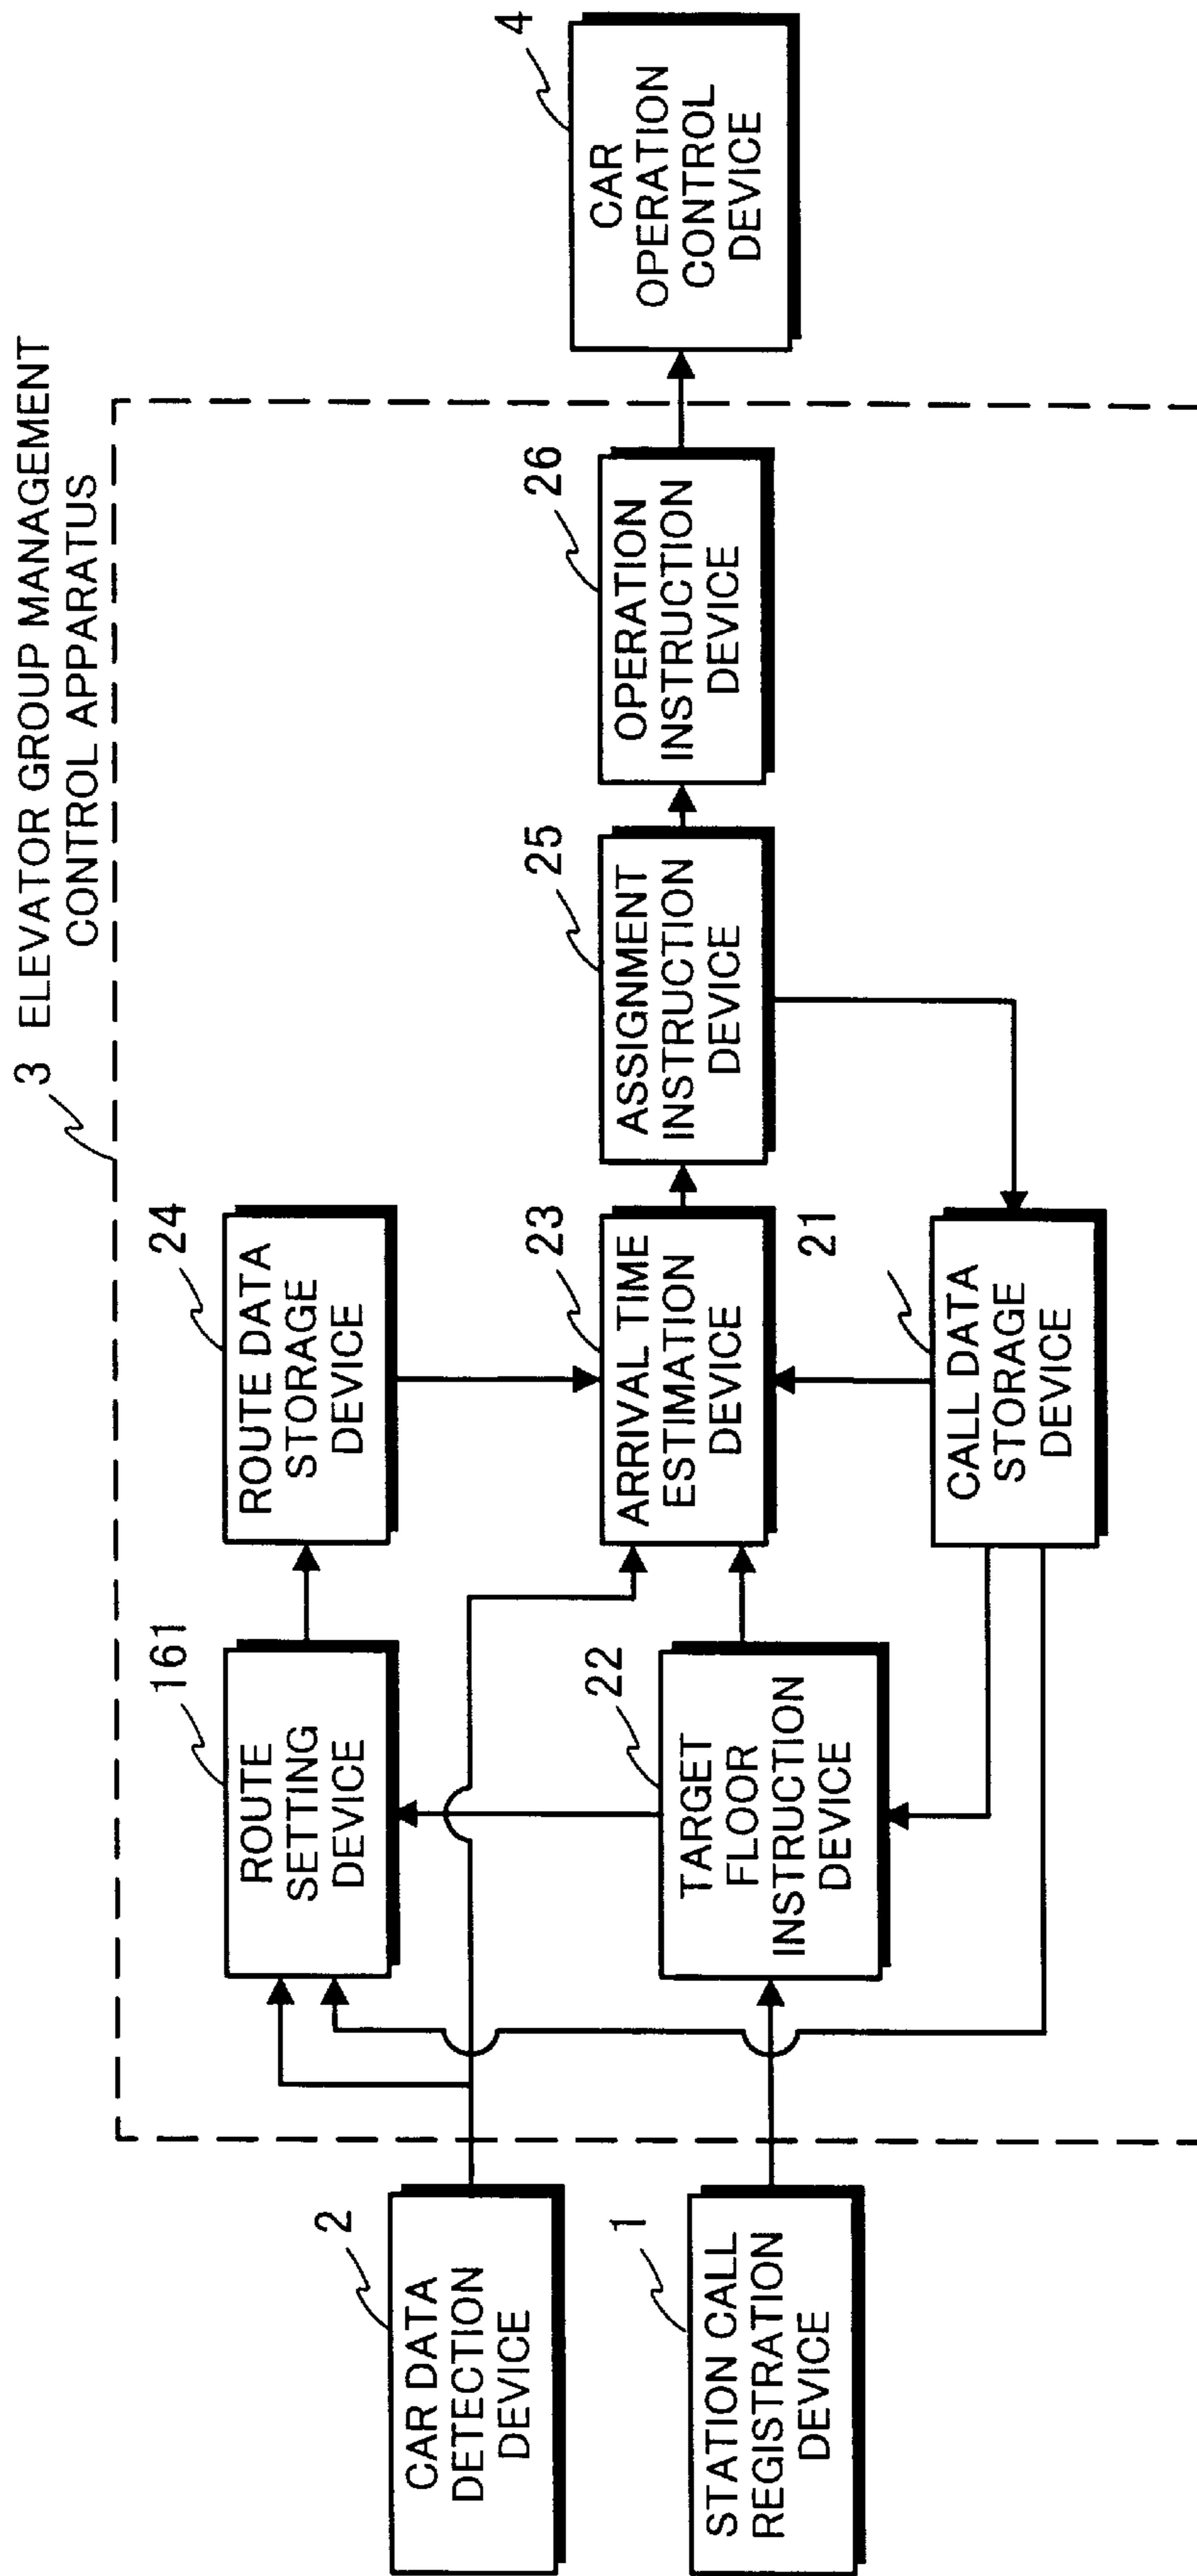 3 ELEVATOR GROUP MANAGEMENT
CONTROL APPARATUS
2
CAR DATA
DETECTION
DEVICE
1
STATION CALL
REGISTRATION
DEVICE
161
ROUTE
SETTING
DEVICE
22
TARGET
FLOOR
INSTRUCTION
DEVICE
24
ROUTE DATA
STORAGE
DEVICE
23
ARRIVAL TIME
ESTIMATION
DEVICE
21
CALL DATA
STORAGE
DEVICE
25
ASSIGNMENT
INSTRUCTION
DEVICE
26
OPERATION
INSTRUCTION
DEVICE
4
CAR
OPERATION
CONTROL
DEVICE